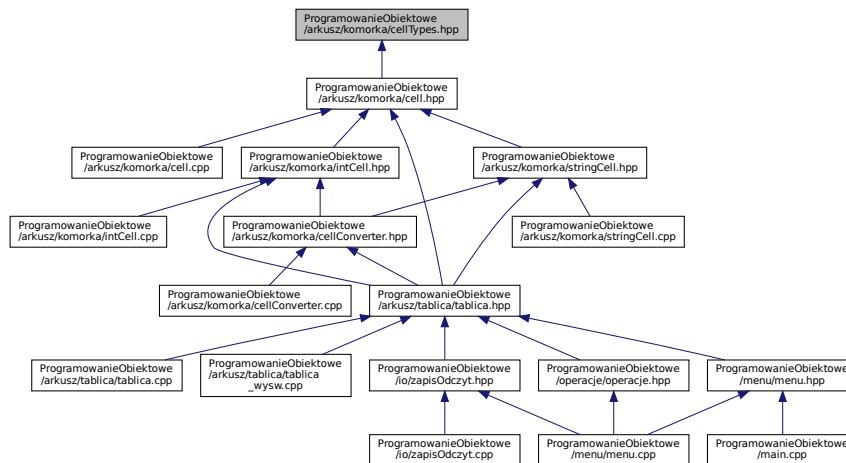 ProgramowanieObiektowe
/arkusz/komorka/cellTypes.hpp
ProgramowanieObiektowe
/arkusz/komorka/cell.hpp
ProgramowanieObiektowe
/arkusz/komorka/cell.cpp
ProgramowanieObiektowe
/arkusz/komorka/intCell.hpp
ProgramowanieObiektowe
/arkusz/komorka/stringCell.hpp
ProgramowanieObiektowe
/arkusz/komorka/intCell.cpp
ProgramowanieObiektowe
/arkusz/komorka/cellConverter.hpp
ProgramowanieObiektowe
/arkusz/komorka/stringCell.cpp
ProgramowanieObiektowe
/arkusz/komorka/cellConverter.cpp
ProgramowanieObiektowe
/arkusz/tablica/tablica.hpp
ProgramowanieObiektowe
/arkusz/tablica/tablica.cpp
ProgramowanieObiektowe
/arkusz/tablica/tablica
_wysw.cpp
ProgramowanieObiektowe
/io/zapisOdczyt.hpp
ProgramowanieObiektowe
/operacje/operacje.hpp
ProgramowanieObiektowe
/menu/menu.hpp
ProgramowanieObiektowe
/io/zapisOdczyt.cpp
ProgramowanieObiektowe
/menu/menu.cpp
ProgramowanieObiektowe
/main.cpp